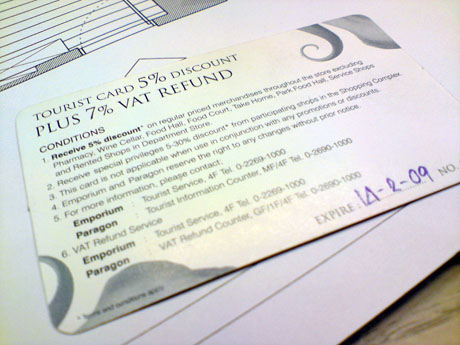 TOURIST CARD 5% DISCOUNT
PLUS 7% VAT REFUND
CONDITIONS
1. Receive 5% discount* on regular priced merchandises throughout the store excluding
Pharmacy, Wine Cellar, Food Hall, Food Court, Take Home, Park Food Hall, Service Shops
and Rented Shops in Department Store.
2. Receive special privileges 5-30% discount* from participating shops in the Shopping Complex.
3. This card is not applicable when use in conjunction with any promotions or discounts.
4. Emporium and Paragon reserve the right to any changes without prior notice.
5. For more information, please contact:
Emporium Tourist Service, 4F Tel. 0-2269-1000
Paragon Tourist Information Counter, MF/4F Tel. 0-2690-1000
6. VAT Refund Service
Emporium Tourist Service, 4F Tel. 0-2269-1000
Paragon VAT Refund Counter, GF/1F/4F Tel. 0-2690-1000
* Terms and conditions apply
EXPIRE: -2-09 NO.